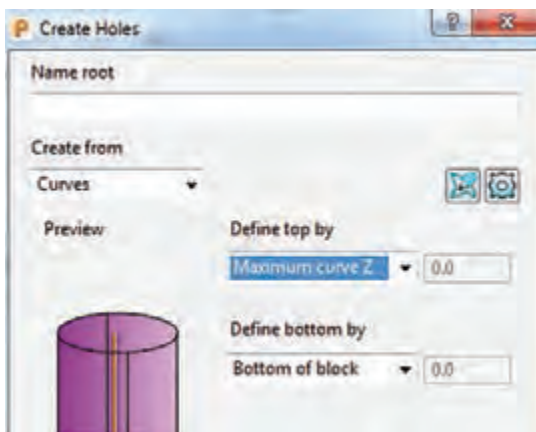 Create Holes
Name root
Create from
Curves
Preview
Define top by
Maximum curve Z 0.0
Define bottom by
Bottom of block 0.0